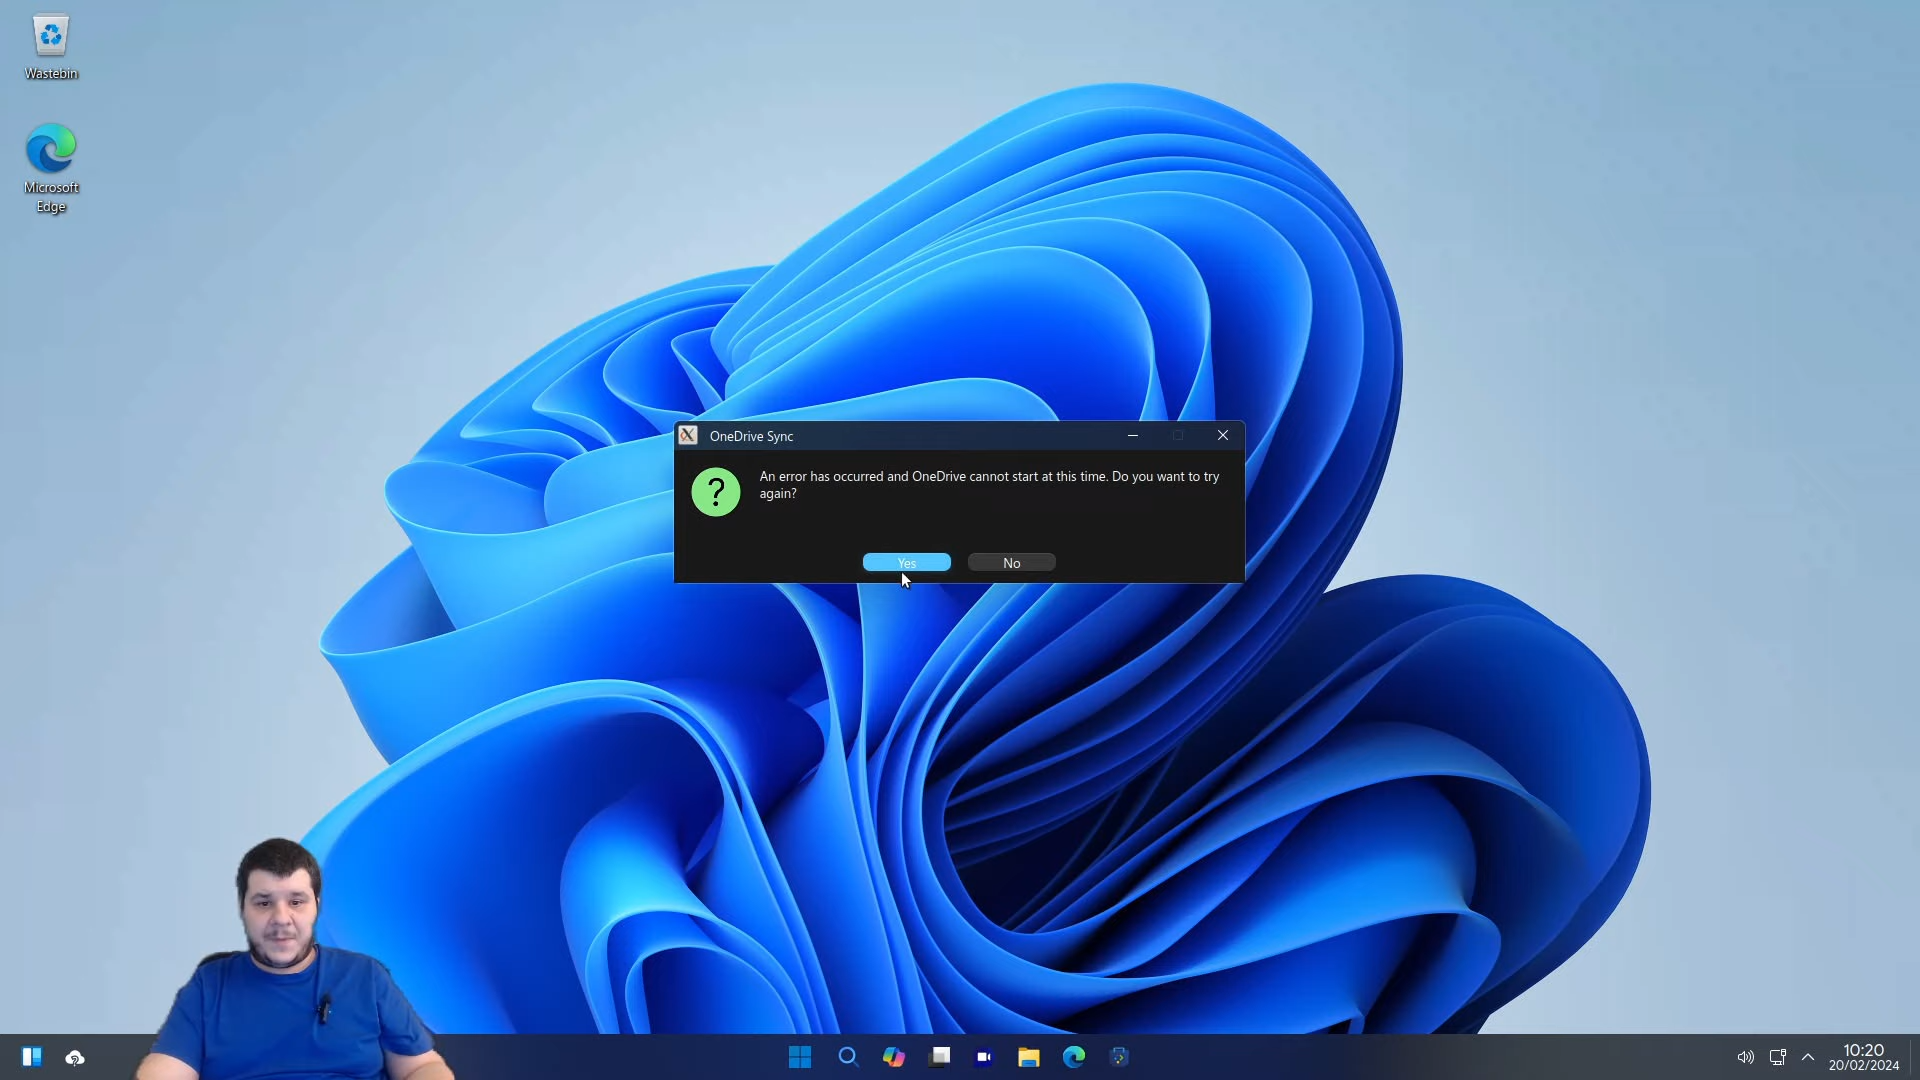 Wastebin
Microsoft
Edge
OneDrive Sync
An error has occurred and OneDrive cannot start at this time. Do you want to try
again?
Yes
No
10:20
20/02/2024